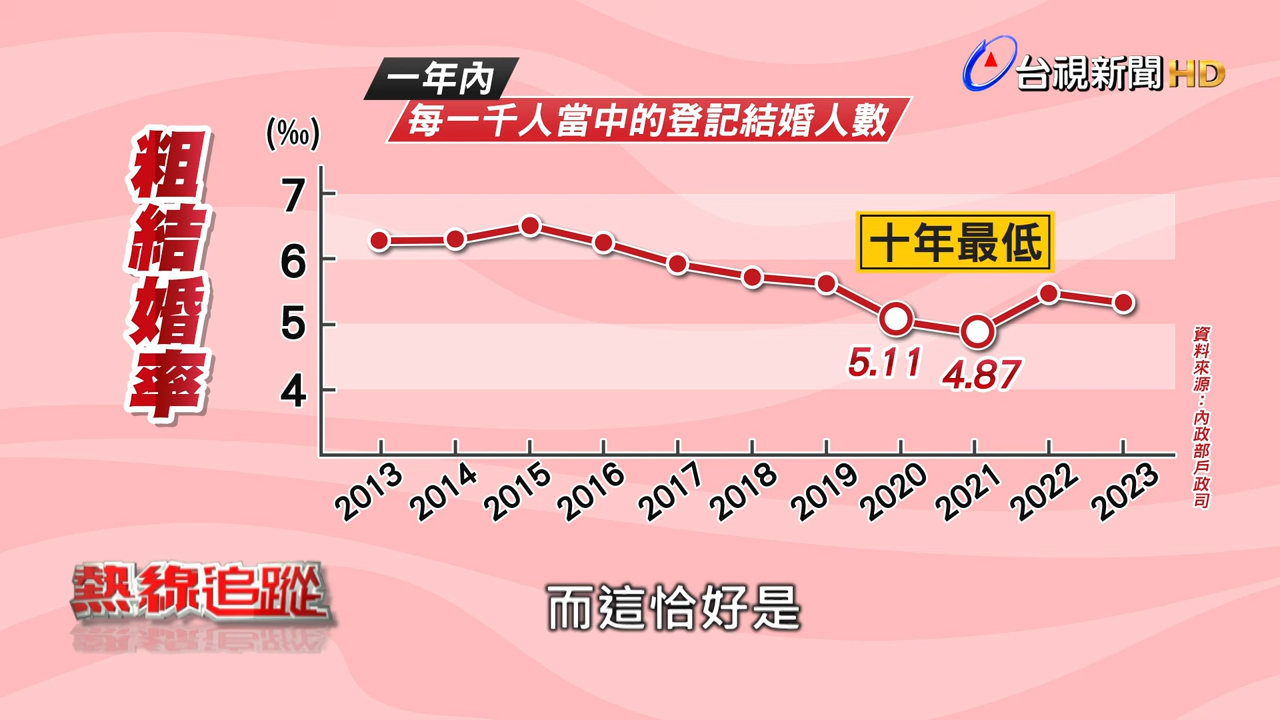 一年內
每一千人當中的登記結婚人數
台視新聞HD
粗結婚率
(‰)
7
6
5
4
十年最低
5.11
4.87
2013
2014
2015
2016
2017
2018
2019
2020
2021
2022
2023
資料來源：內政部戶政司
熱線追蹤
而這恰好是